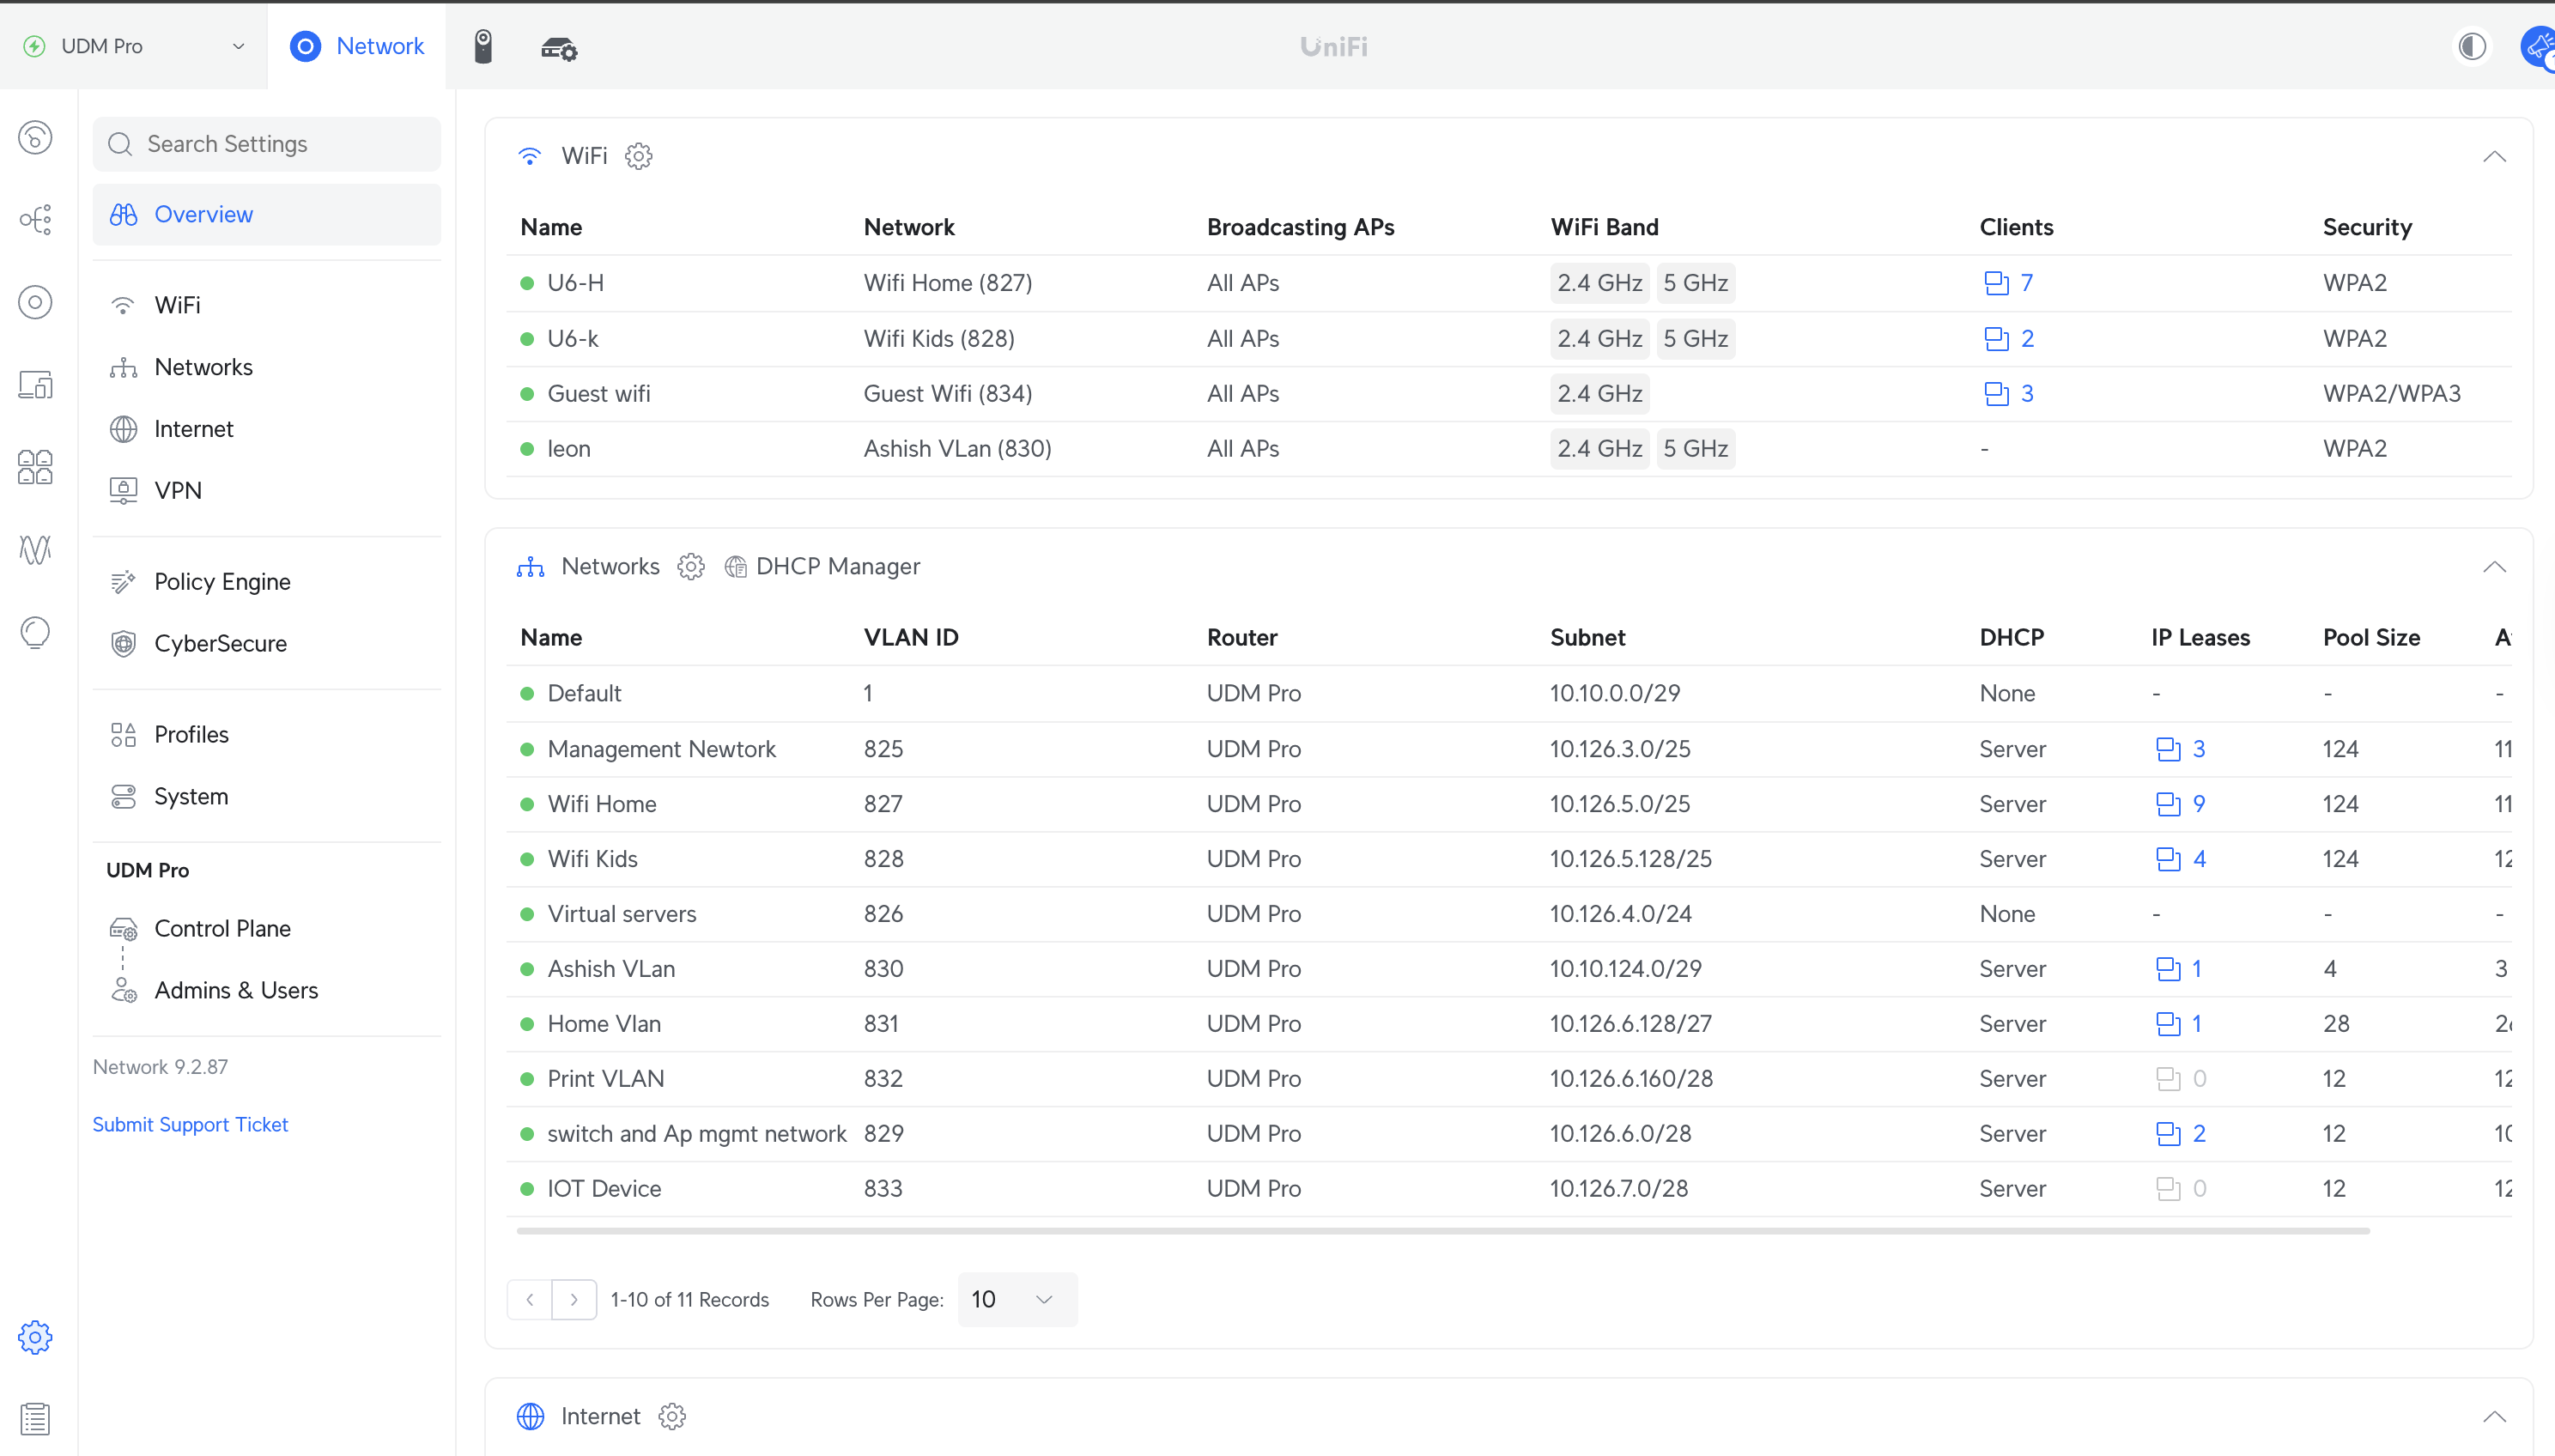 UDM Pro
Network
UniFi
Search Settings
Overview
WiFi
Networks
Internet
VPN
Policy Engine
CyberSecure
Profiles
System
UDM Pro
Control Plane
Admins & Users
Network 9.2.87
Submit Support Ticket
WiFi
Name Network Broadcasting APs WiFi Band Clients Security
U6-H Wifi Home (827) All APs 2.4 GHz 5 GHz 7 WPA2
U6-k Wifi Kids (828) All APs 2.4 GHz 5 GHz 2 WPA2
Guest wifi Guest Wifi (834) All APs 2.4 GHz 3 WPA2/WPA3
leon Ashish VLan (830) All APs 2.4 GHz 5 GHz - WPA2
Networks DHCP Manager
Name VLAN ID Router Subnet DHCP IP Leases Pool Size
Default 1 UDM Pro 10.10.0.0/29 None - - -
Management Newtork 825 UDM Pro 10.126.3.0/25 Server 3 124 11
Wifi Home 827 UDM Pro 10.126.5.0/25 Server 9 124 11
Wifi Kids 828 UDM Pro 10.126.5.128/25 Server 4 124 12
Virtual servers 826 UDM Pro 10.126.4.0/24 None - - -
Ashish VLan 830 UDM Pro 10.10.124.0/29 Server 1 4 3
Home Vlan 831 UDM Pro 10.126.6.128/27 Server 1 28 26
Print VLAN 832 UDM Pro 10.126.6.160/28 Server 0 12 12
switch and Ap mgmt network 829 UDM Pro 10.126.6.0/28 Server 2 12 10
IOT Device 833 UDM Pro 10.126.7.0/28 Server 0 12 12
1-10 of 11 Records Rows Per Page: 10
Internet